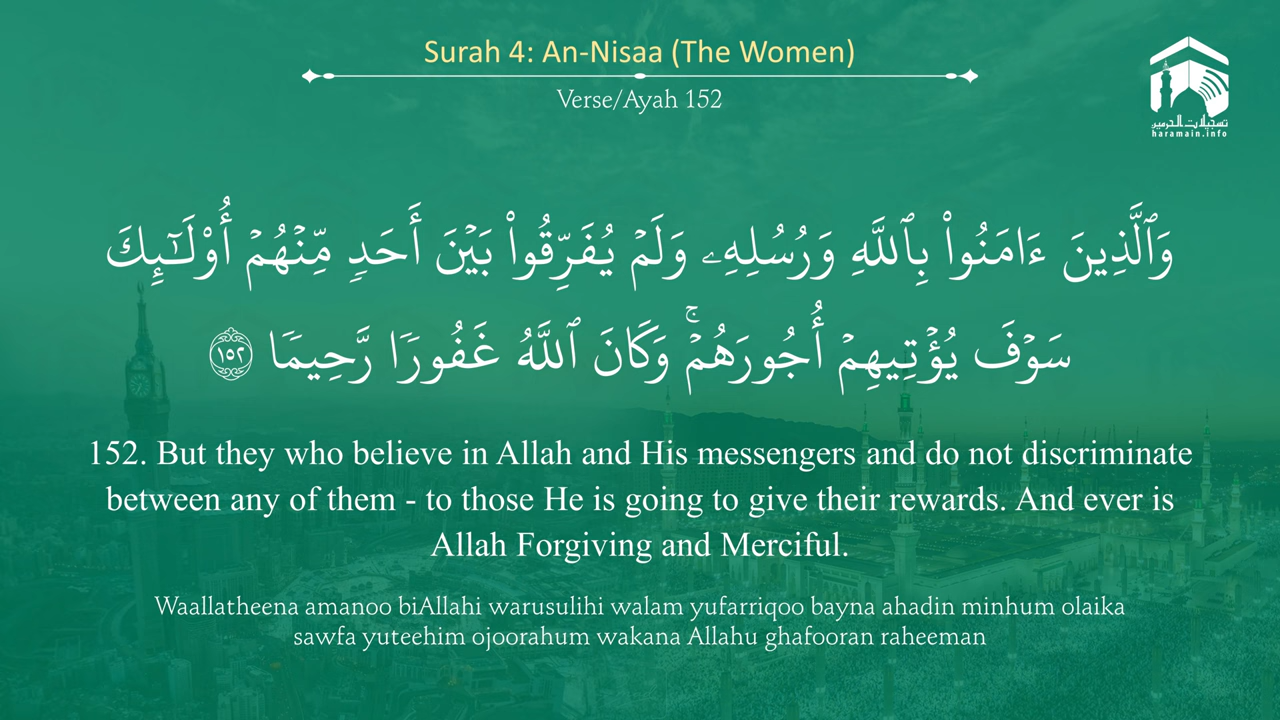 Surah 4: An-Nisaa (The Women)
Verse/Ayah 152
تسجيلات الحرمين
haramain.info
وَٱلَّذِينَ ءَامَنُوا۟ بِٱللَّهِ وَرُسُلِهِۦ وَلَمْ يُفَرِّقُوا۟ بَيْنَ أَحَدٍ مِّنْهُمْ أُو۟لَـٰٓئِكَ
سَوْفَ يُؤْتِيهِمْ أُجُورَهُمْ ۚ وَكَانَ ٱللَّهُ غَفُورًا رَّحِيمًا ١٥٢
152. But they who believe in Allah and His messengers and do not discriminate
between any of them - to those He is going to give their rewards. And ever is
Allah Forgiving and Merciful.
Waallatheena amanoo biAllahi warusulihi walam yufarriqoo bayna ahadin minhum olaika
sawfa yuteehim ojoorahum wakana Allahu ghafooran raheeman